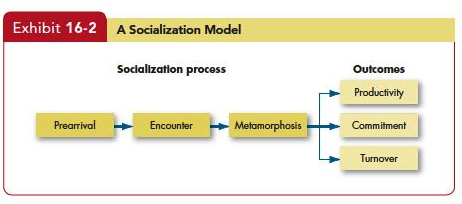 Exhibit 16-2 A Socialization Model
Socialization process Outcomes
Productivity
Prearrival Encounter Metamorphosis Commitment
Turnover